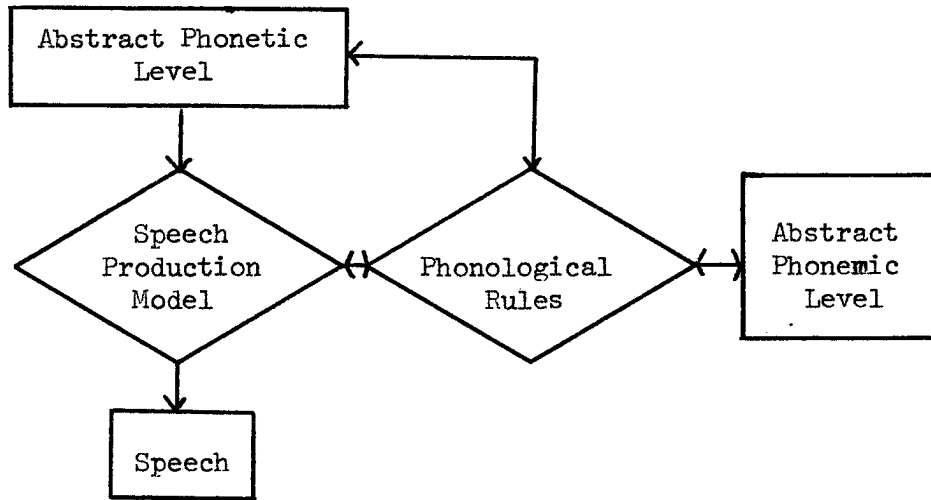 Abstract Phonetic
Level
Speech
Production
Model
Phonological
Rules
Abstract
Phonemic
Level
Speech